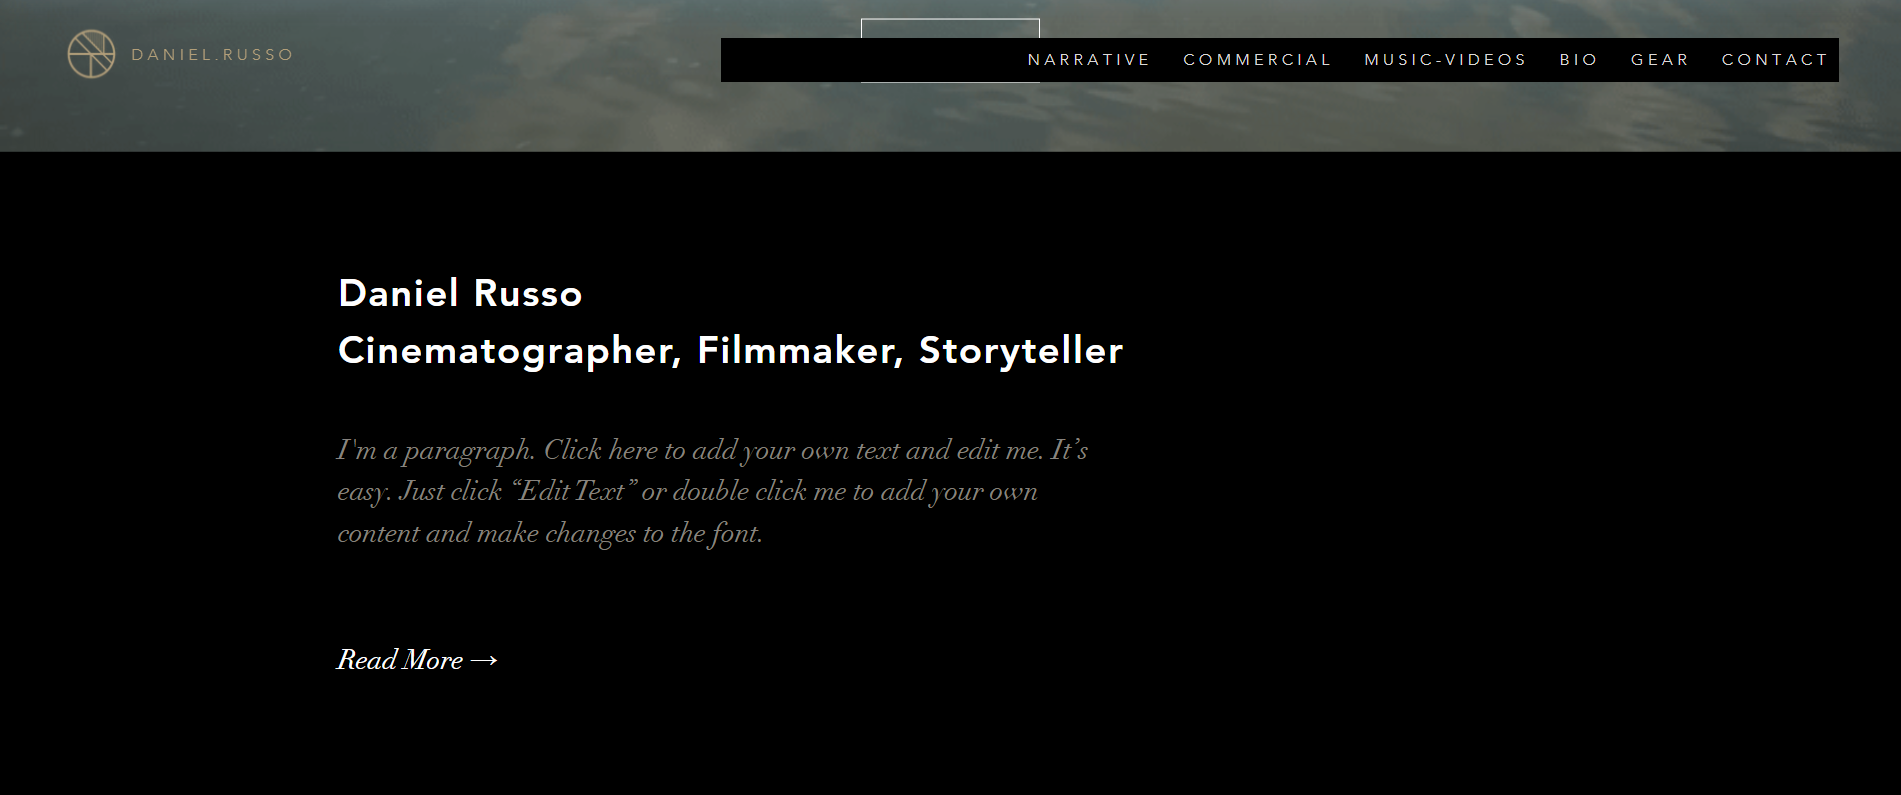 DANIEL.RUSSO
NARRATIVE COMMERCIAL MUSIC-VIDEOS BIO GEAR CONTACT
Daniel Russo
Cinematographer, Filmmaker, Storyteller
I'm a paragraph. Click here to add your own text and edit me. It’s
easy. Just click “Edit Text” or double click me to add your own
content and make changes to the font.
Read More →